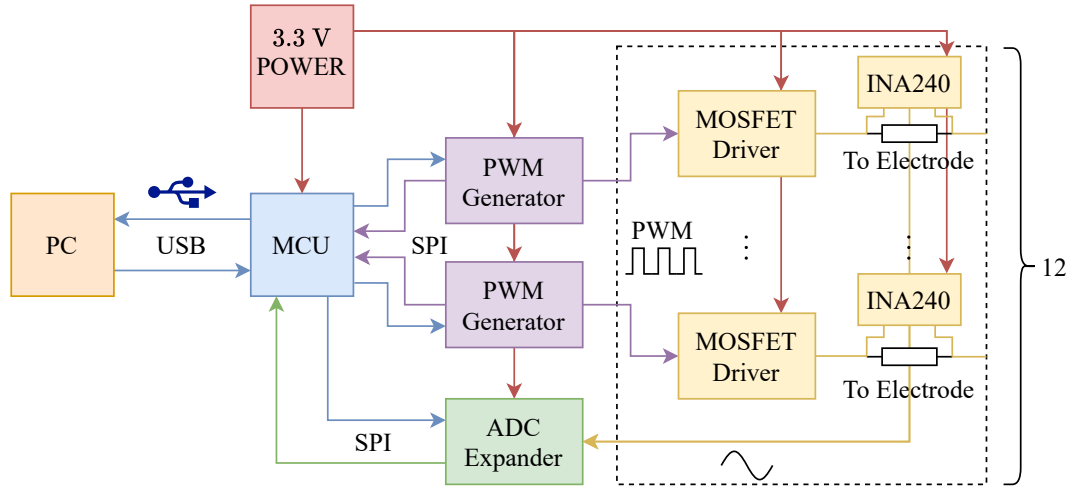 3.3 V
POWER
INA240
MOSFET
Driver
To Electrode
PWM
Generator
PC
USB
MCU
SPI
PWM
⋮
⋮
12
PWM
Generator
INA240
MOSFET
Driver
To Electrode
SPI
ADC
Expander